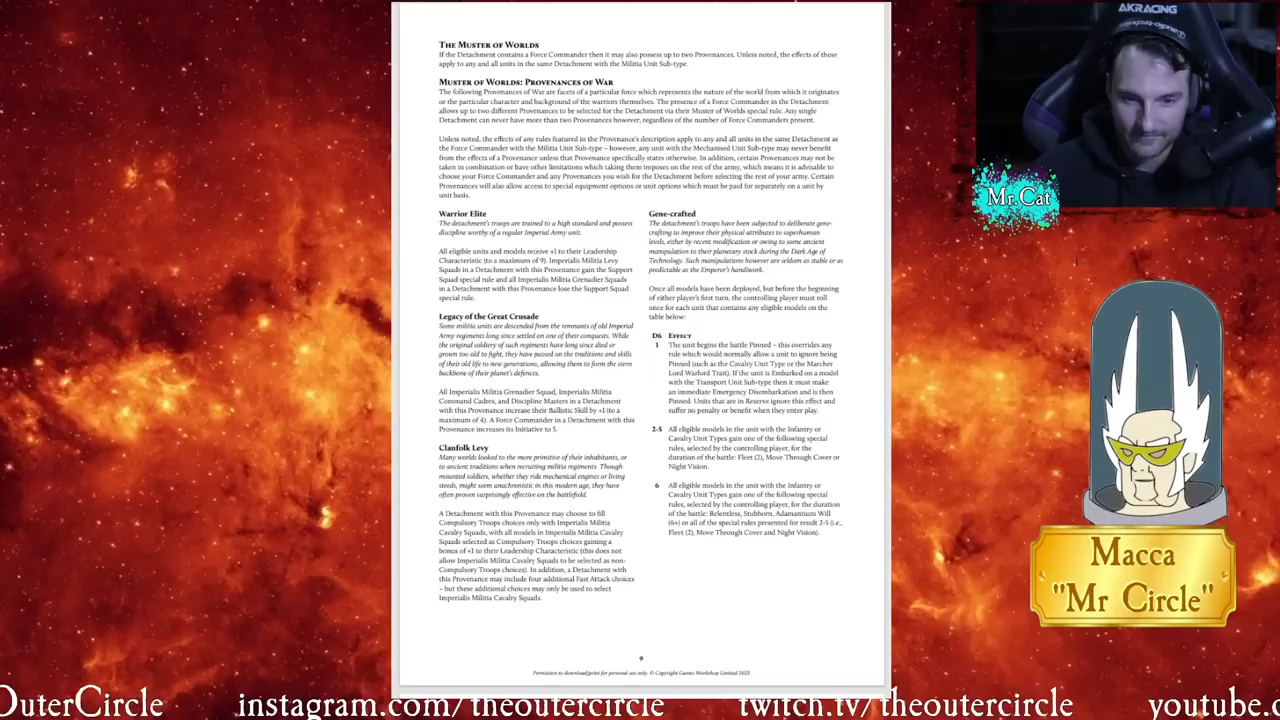 AKRACING
THE MUSTER OF WORLDS
If the Detachment contains a Force Commander then it may also possess up to two Provenances. Unless noted, the effects of these
apply to any and all units in the same Detachment with the Militia Unit Sub-type.
MUSTER OF WORLDS: PROVENANCES OF WAR
The following Provenances of War are facets of a particular force which represents the nature of the world from which it originates
or the particular character and background of the warriors themselves. The presence of a Force Commander in the Detachment
allows up to two different Provenances to be selected for the Detachment via their Muster of Worlds special rule. Any single
Detachment can never have more than two Provenances however, regardless of the number of Force Commanders present.
Unless noted, the effects of any rules featured in the Provenance's description apply to any and all units in the same Detachment as
the Force Commander with the Militia Unit Sub-type – however, any unit with the Mechanised Unit Sub-type may never benefit
from the effects of a Provenance unless that Provenance specifically states otherwise. In addition, certain Provenances may not be
taken in combination or have other limitations which taking them imposes on the rest of the army, which means it is advisable to
choose your Force Commander and any Provenances you wish for the Detachment before selecting the rest of your army. Certain
Provenances will also allow access to special equipment options or unit options which must be paid for separately on a unit by
unit basis.
Warrior Elite
The detachment's troops are trained to a high standard and possess
discipline worthy of a regular Imperial Army unit.
All eligible units and models receive +1 to their Leadership
Characteristic (to a maximum of 9). Imperialis Militia Levy
Squads in a Detachment with this Provenance gain the Support
Squad special rule and all Imperialis Militia Grenadier Squads
in a Detachment with this Provenance lose the Support Squad
special rule.
Legacy of the Great Crusade
Some militia units are descended from the remnants of old Imperial
Army regiments long since settled on one of their conquests. While
the original soldiery of such regiments have long since died or
grown too old to fight, they have passed on the traditions and skills
of their old life to new generations, allowing them to form the stern
backbone of their planet's defences.
All Imperialis Militia Grenadier Squad, Imperialis Militia
Command Cadres, and Discipline Masters in a Detachment
with this Provenance increase their Ballistic Skill by +1 (to a
maximum of 4). A Force Commander in a Detachment with this
Provenance increases its Initiative to 5.
Clanfolk Levy
Many worlds looked to the more primitive of their inhabitants, or
to ancient traditions when recruiting militia regiments. Though
mounted soldiers, whether they ride mechanical engines or living
steeds, might seem anachronistic in this modern age, they have
often proven surprisingly effective on the battlefield.
A Detachment with this Provenance may choose to fill
Compulsory Troops choices only with Imperialis Militia
Cavalry Squads, with all models in Imperialis Militia Cavalry
Squads selected as Compulsory Troops choices gaining a
bonus of +1 to their Leadership Characteristic (this does not
allow Imperialis Militia Cavalry Squads to be selected as non-
Compulsory Troops choices). In addition, a Detachment with
this Provenance may include four additional Fast Attack choices
– but these additional choices may only be used to select
Imperialis Militia Cavalry Squads.
Gene-crafted
The detachment's troops have been subjected to deliberate gene-
crafting to improve their physical attributes to superhuman
levels, either by recent modification or owing to some ancient
manipulation to their planetary stock during the Dark Age of
Technology. Such manipulations however are seldom as stable or as
predictable as the Emperor's handiwork.
Once all models have been deployed, but before the beginning
of either player's first turn, the controlling player must roll
once for each unit that contains any eligible models on the
table below:
D6 EFFECT
1 The unit begins the battle Pinned – this overrides any
rule which would normally allow a unit to ignore being
Pinned (such as the Cavalry Unit Type or the Marcher
Lord Warlord Trait). If the unit is Embarked on a model
with the Transport Unit Sub-type then it must make
an immediate Emergency Disembarkation and is then
Pinned. Units that are in Reserve ignore this effect and
suffer no penalty or benefit when they enter play.
2-5 All eligible models in the unit with the Infantry or
Cavalry Unit Types gain one of the following special
rules, selected by the controlling player, for the
duration of the battle: Fleet (2), Move Through Cover or
Night Vision.
6 All eligible models in the unit with the Infantry or
Cavalry Unit Types gain one of the following special
rules, selected by the controlling player, for the duration
of the battle: Relentless, Stubborn, Adamantium Will
(6+) or all of the special rules presented for result 2-5 (i.e.,
Fleet (2), Move Through Cover and Night Vision).
9
Permission to download/print for personal use only. © Copyright Games Workshop Limited 2023
Mr.Cat
Macca
"Mr Circle"
OuterCircle instagram.com/theoutercircle twitch.tv/theoutercircle youtube.c